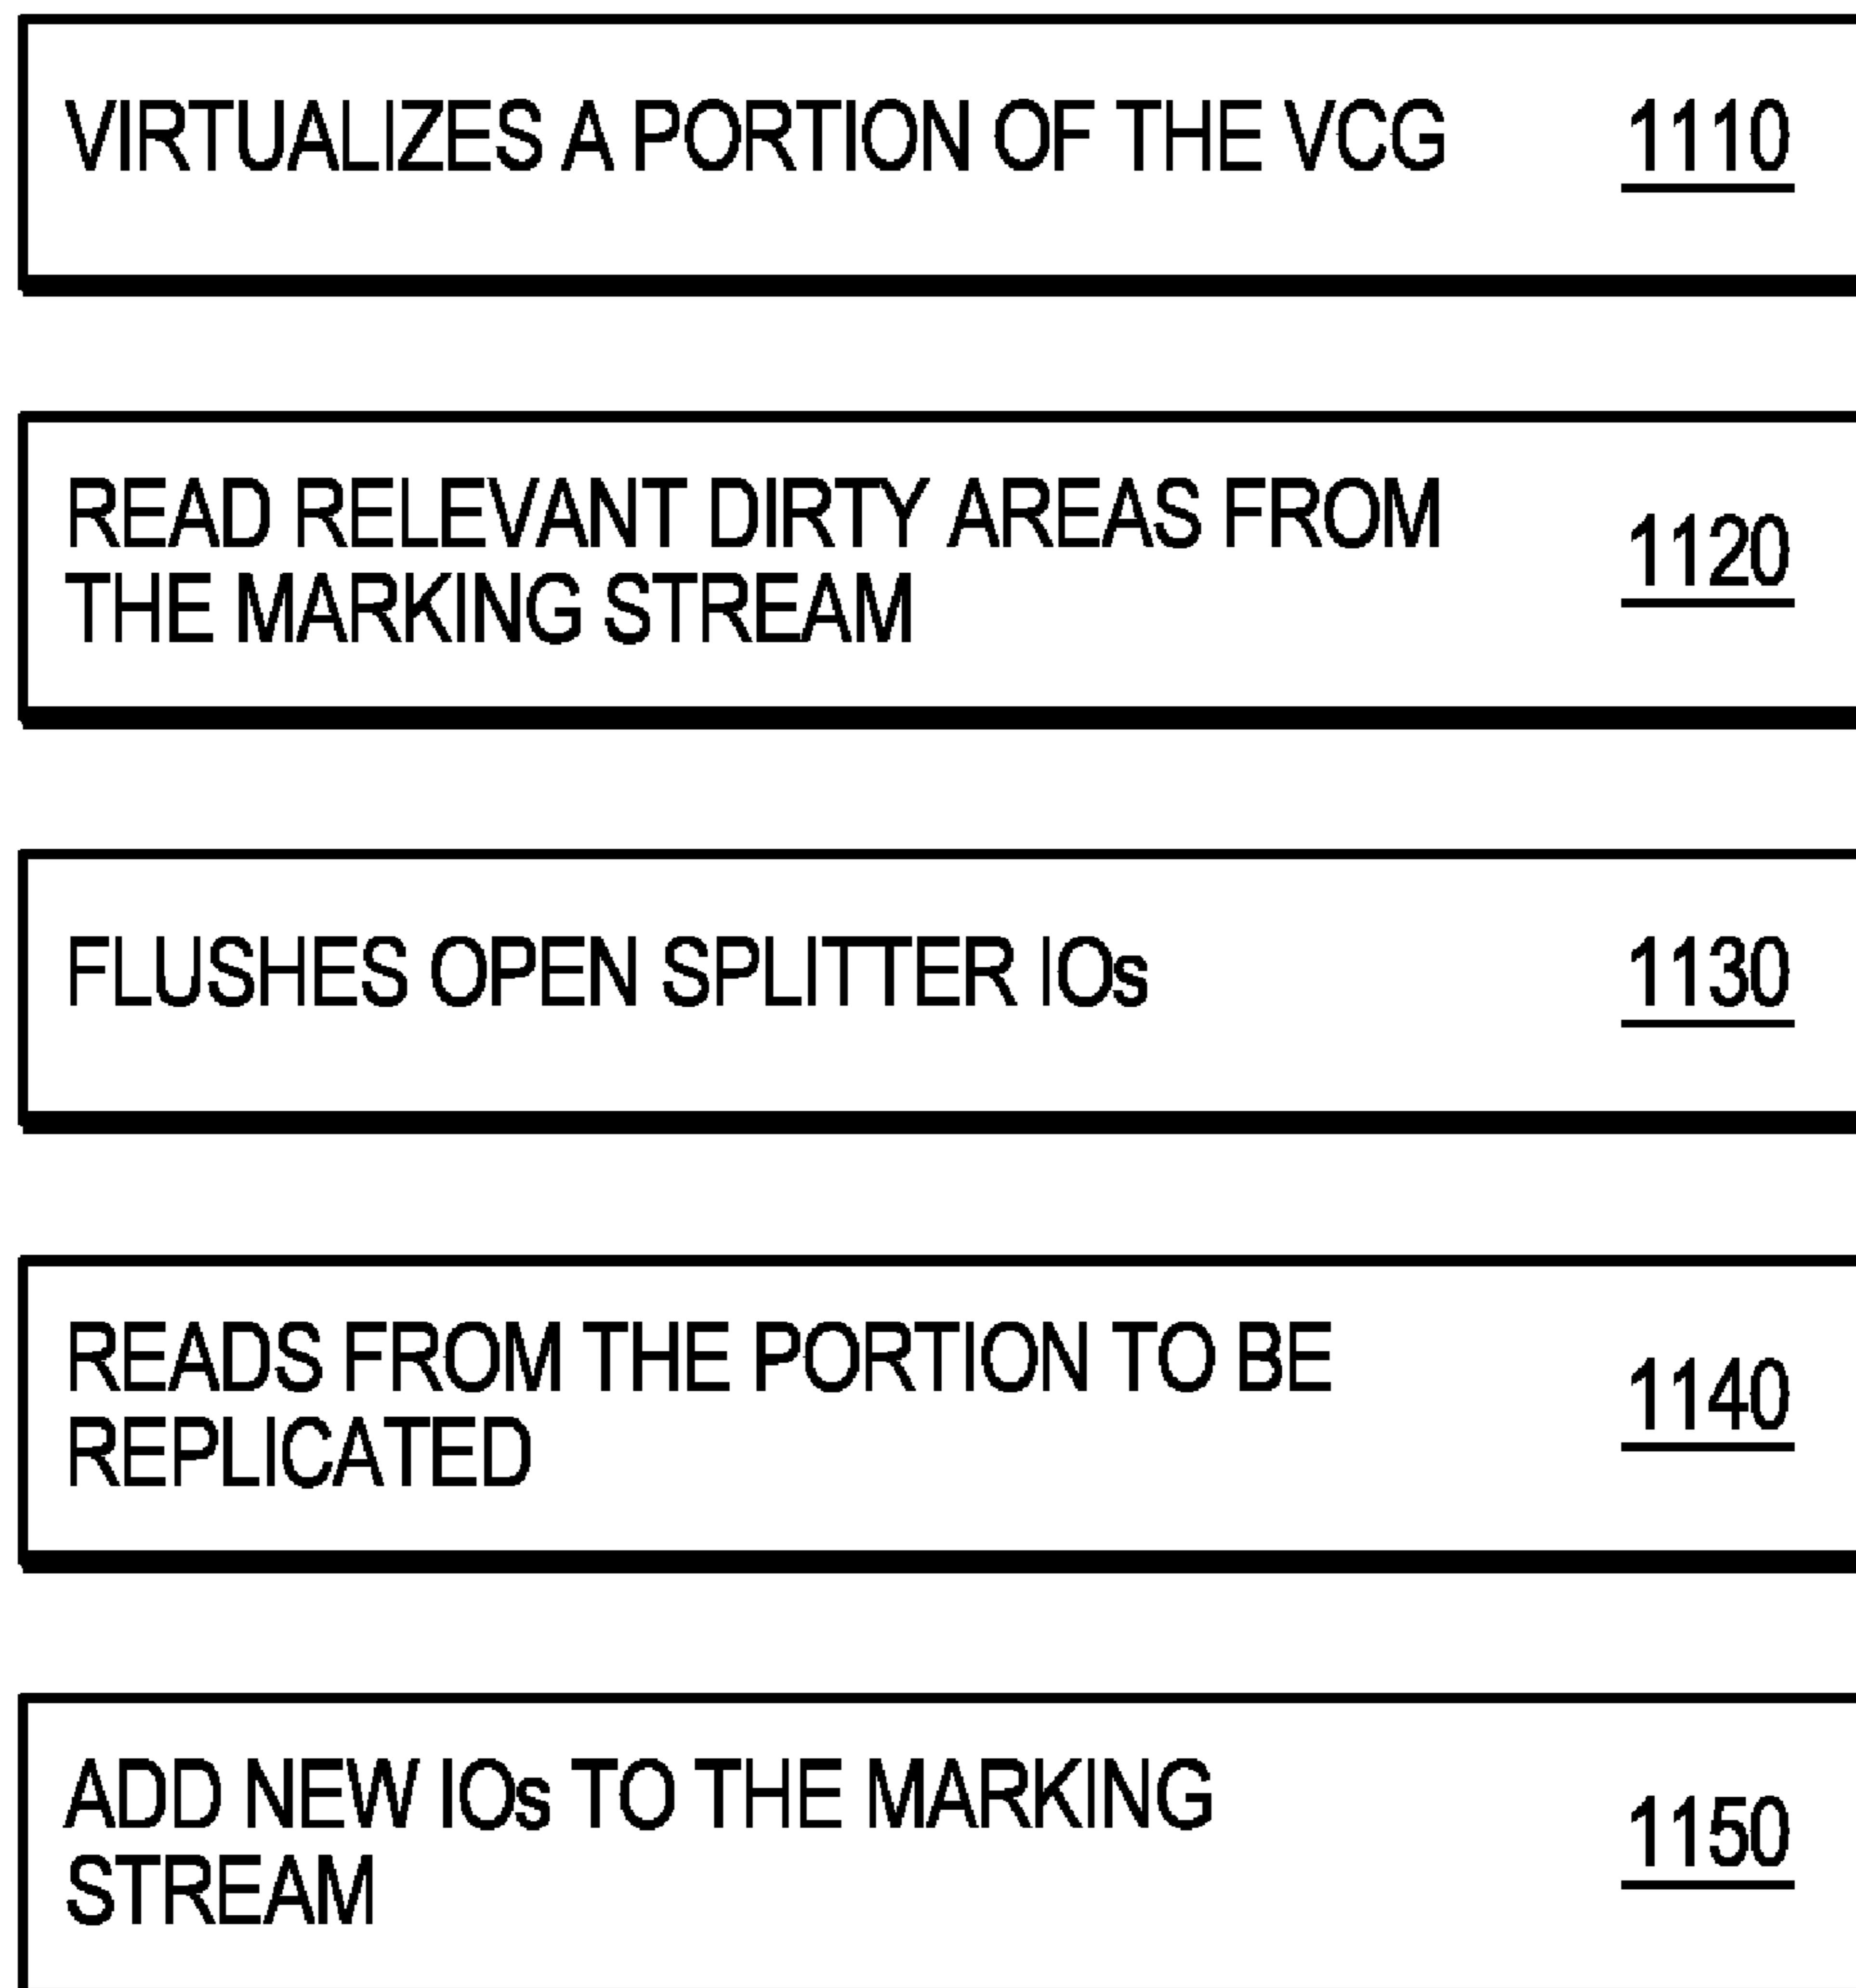 VIRTUALIZES A PORTION OF THE VCG 1110
READ RELEVANT DIRTY AREAS FROM
THE MARKING STREAM 1120
FLUSHES OPEN SPLITTER IOs 1130
READS FROM THE PORTION TO BE
REPLICATED 1140
ADD NEW IOs TO THE MARKING
STREAM 1150